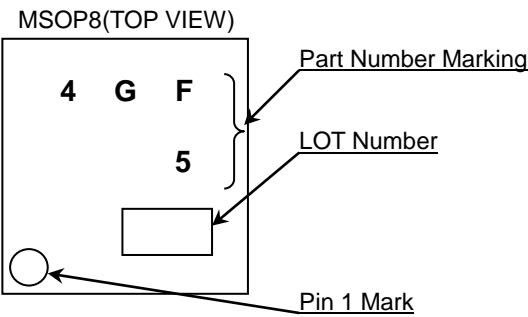 MSOP8(TOP VIEW)
Part Number Marking
4 G F
5
LOT Number
Pin 1 Mark